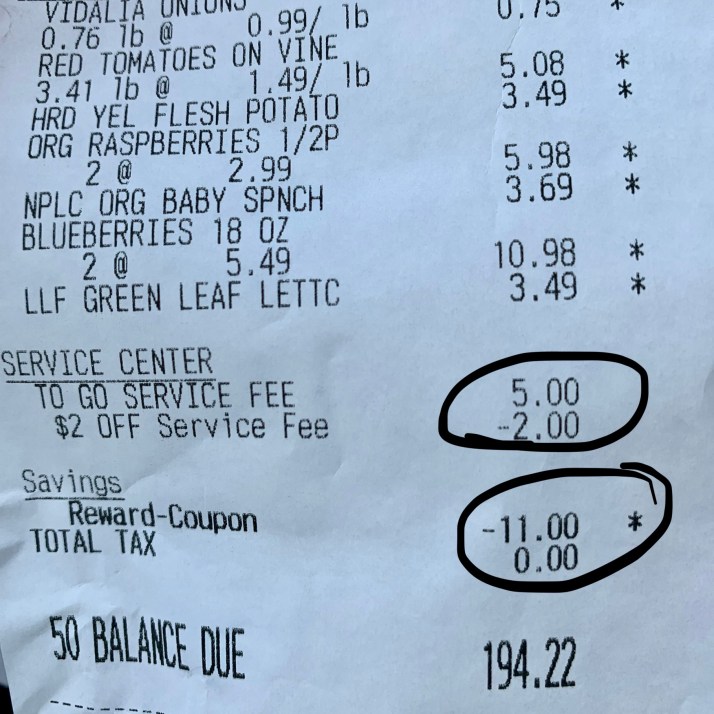 VIDALIA ONIONS 0.75 *
0.76 lb @ 0.99/ lb
RED TOMATOES ON VINE 5.08 *
3.41 lb @ 1.49/ lb
HRD YEL FLESH POTATO 3.49 *
ORG RASPBERRIES 1/2P 5.98 *
2 @ 2.99
NPLC ORG BABY SPNCH 3.69 *
BLUEBERRIES 18 OZ 10.98 *
2 @ 5.49
LLF GREEN LEAF LETTC 3.49 *
SERVICE CENTER
TO GO SERVICE FEE 5.00
$2 OFF Service Fee -2.00
Savings
Reward-Coupon -11.00 *
TOTAL TAX 0.00
50 BALANCE DUE 194.22